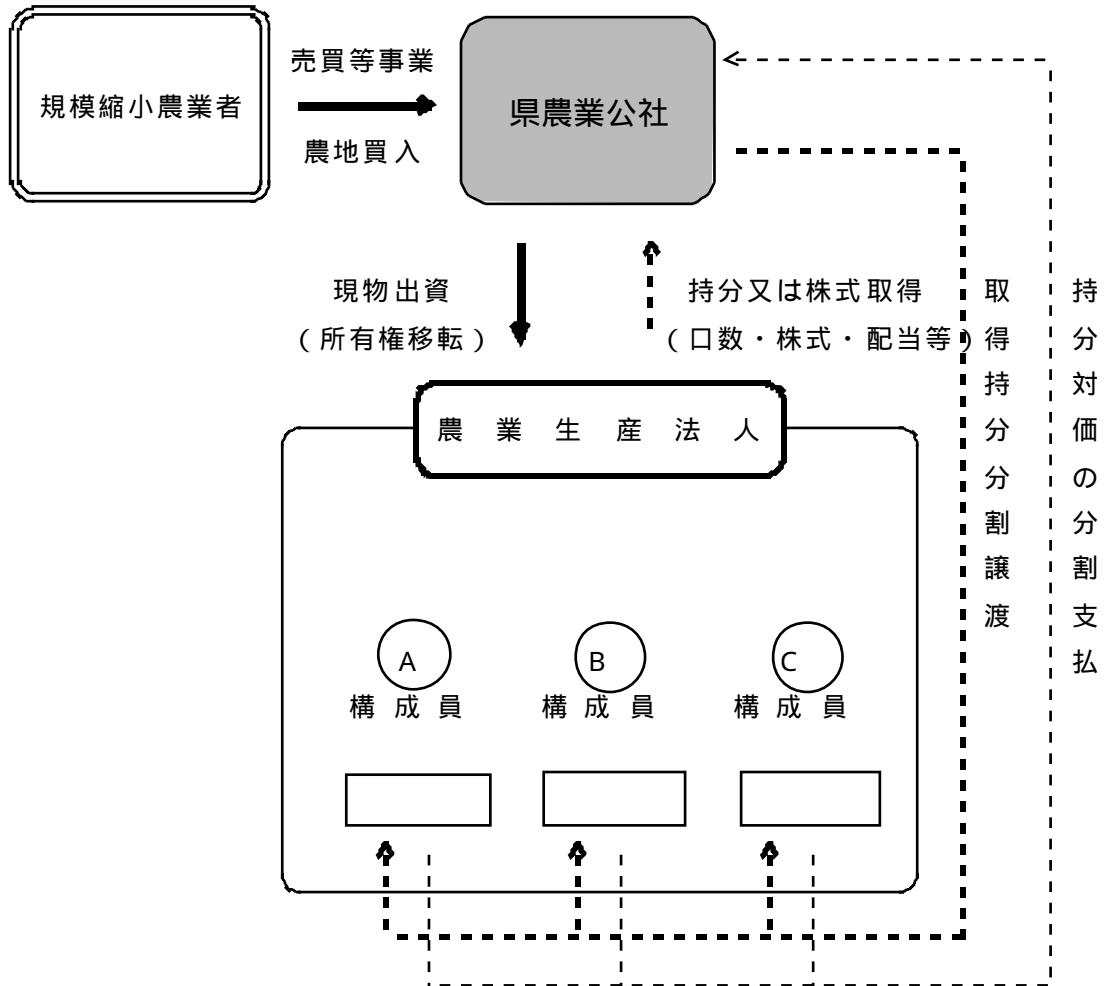 売買等事業
規模縮小農業者
県農業公社
農地買入
現物出資
(所有権移転)
持分又は株式取得
(口数・株式・配当等)
取得持分分割譲渡
持分対価の分割支払
農業生産法人
A
構成員
B
構成員
C
構成員